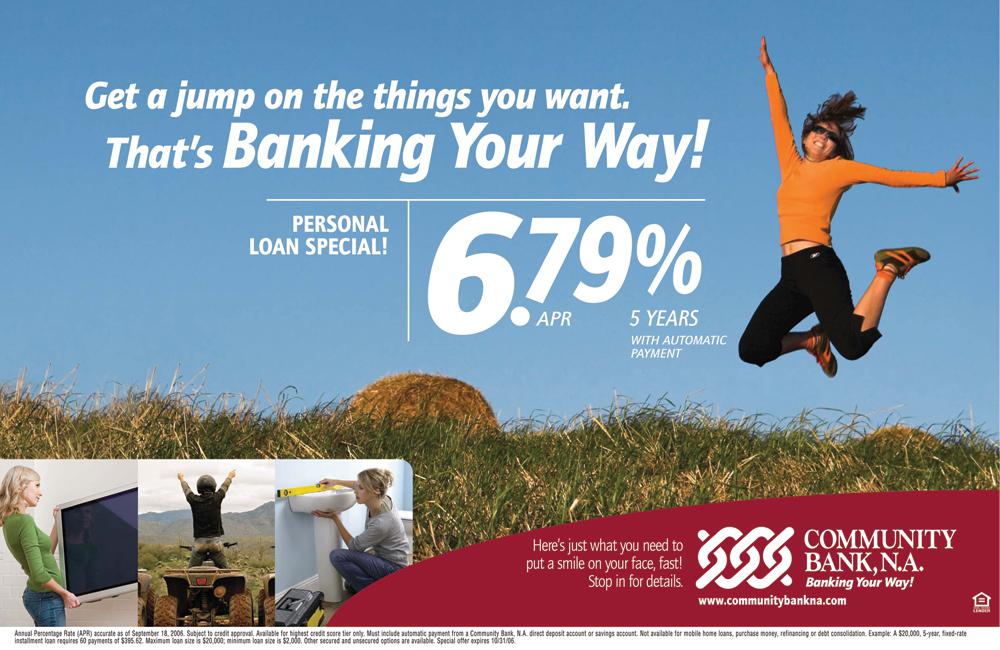 Get a jump on the things you want.
That's Banking Your Way!
PERSONAL
LOAN SPECIAL!
6.79%
APR
5 YEARS
WITH AUTOMATIC
PAYMENT
Here's just what you need to
put a smile on your face, fast!
Stop in for details.
COMMUNITY
BANK, N.A.
Banking Your Way!
www.communitybankna.com
LENDER
Annual Percentage Rate (APR) accurate as of September 18, 2006. Subject to credit approval. Available for highest credit score tier only. Must include automatic payment from a Community Bank, N.A. direct deposit account or savings account. Not available for mobile home loans, purchase money, refinancing or debt consolidation. Example: A $20,000, 5-year, fixed-rate
installment loan requires 60 payments of $395.62. Maximum loan size is $20,000; minimum loan size is $2,000. Other secured and unsecured options are available. Special offer expires 10/31/06.